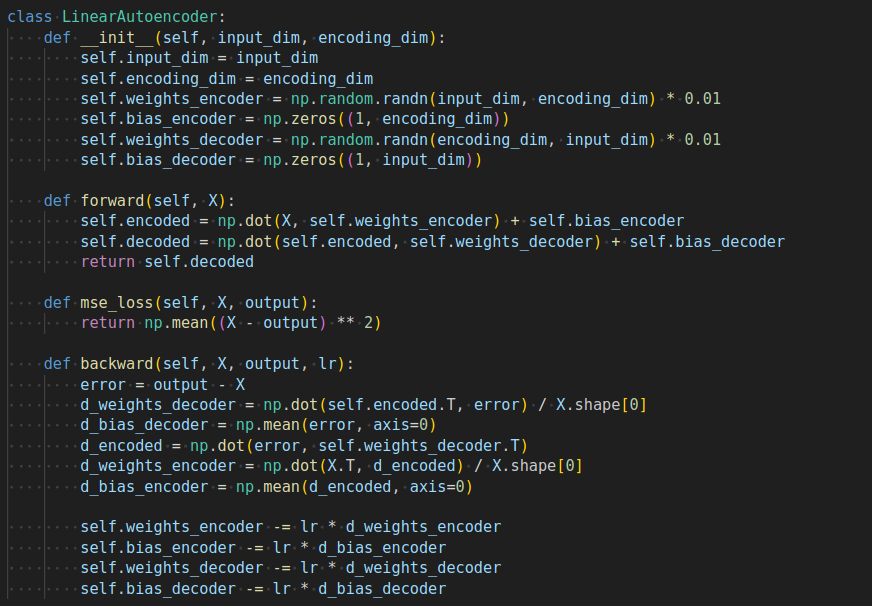 class LinearAutoencoder:
    def __init__(self, input_dim, encoding_dim):
        self.input_dim = input_dim
        self.encoding_dim = encoding_dim
        self.weights_encoder = np.random.randn(input_dim, encoding_dim) * 0.01
        self.bias_encoder = np.zeros((1, encoding_dim))
        self.weights_decoder = np.random.randn(encoding_dim, input_dim) * 0.01
        self.bias_decoder = np.zeros((1, input_dim))

    def forward(self, X):
        self.encoded = np.dot(X, self.weights_encoder) + self.bias_encoder
        self.decoded = np.dot(self.encoded, self.weights_decoder) + self.bias_decoder
        return self.decoded

    def mse_loss(self, X, output):
        return np.mean((X - output) ** 2)

    def backward(self, X, output, lr):
        error = output - X
        d_weights_decoder = np.dot(self.encoded.T, error) / X.shape[0]
        d_bias_decoder = np.mean(error, axis=0)
        d_encoded = np.dot(error, self.weights_decoder.T)
        d_weights_encoder = np.dot(X.T, d_encoded) / X.shape[0]
        d_bias_encoder = np.mean(d_encoded, axis=0)

        self.weights_encoder -= lr * d_weights_encoder
        self.bias_encoder -= lr * d_bias_encoder
        self.weights_decoder -= lr * d_weights_decoder
        self.bias_decoder -= lr * d_bias_decoder